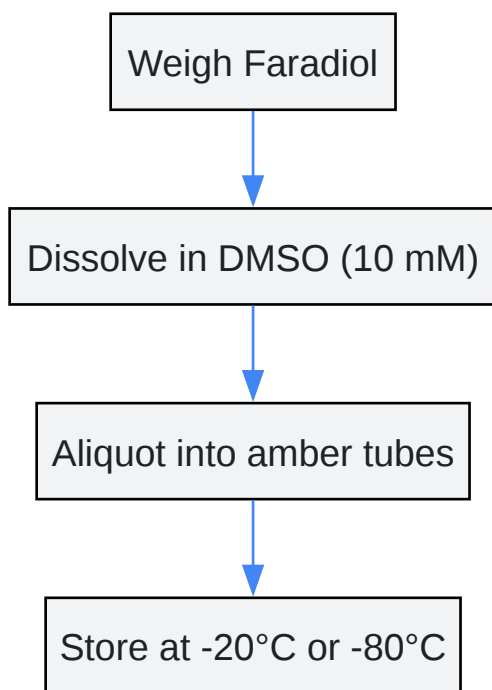 Weigh Faradiol
Dissolve in DMSO (10 mM)
Aliquot into amber tubes
Store at -20°C or -80°C